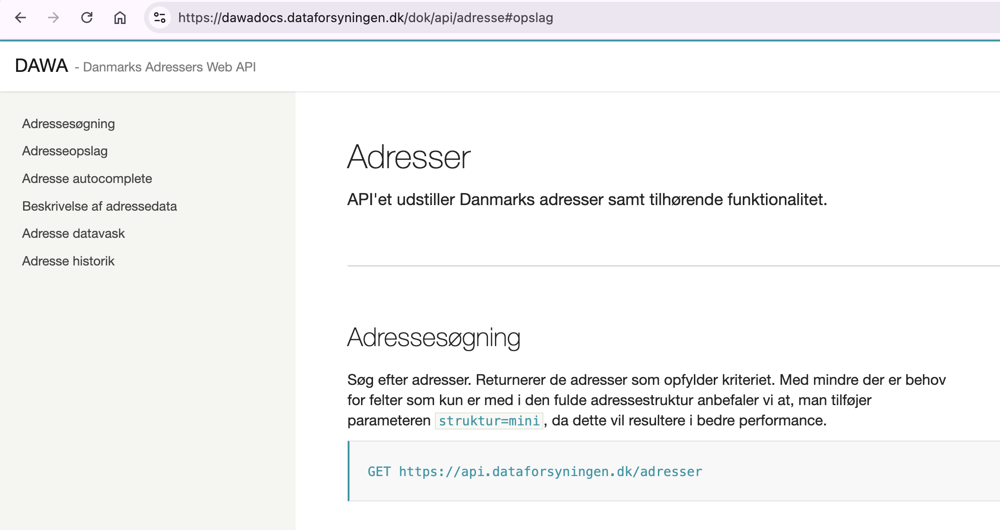 https://dawadocs.dataforsyningen.dk/dok/api/adresse#opslag
DAWA - Danmarks Adressers Web API
Adressesøgning
Adresseopslag
Adresse autocomplete
Beskrivelse af adressedata
Adresse datavask
Adresse historik
Adresser
API'et udstiller Danmarks adresser samt tilhørende funktionalitet.
Adressesøgning
Søg efter adresser. Returnerer de adresser som opfylder kriteriet. Med mindre der er behov
for felter som kun er med i den fulde adressestruktur anbefaler vi at, man tilføjer
parameteren struktur=mini, da dette vil resultere i bedre performance.
GET https://api.dataforsyningen.dk/adresser